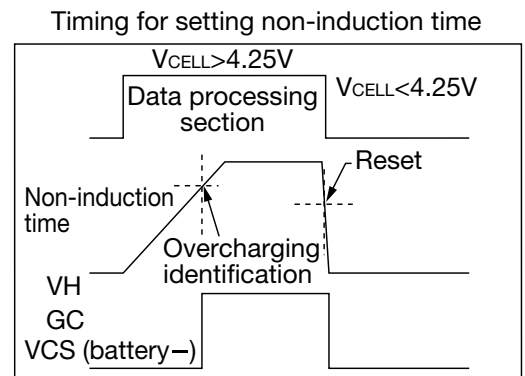 Timing for setting non-induction time
VCELL>4.25V
VCELL<4.25V
Data processing
section
Reset
Non-induction
time
Overcharging
identification
VH
GC
VCS (battery−)